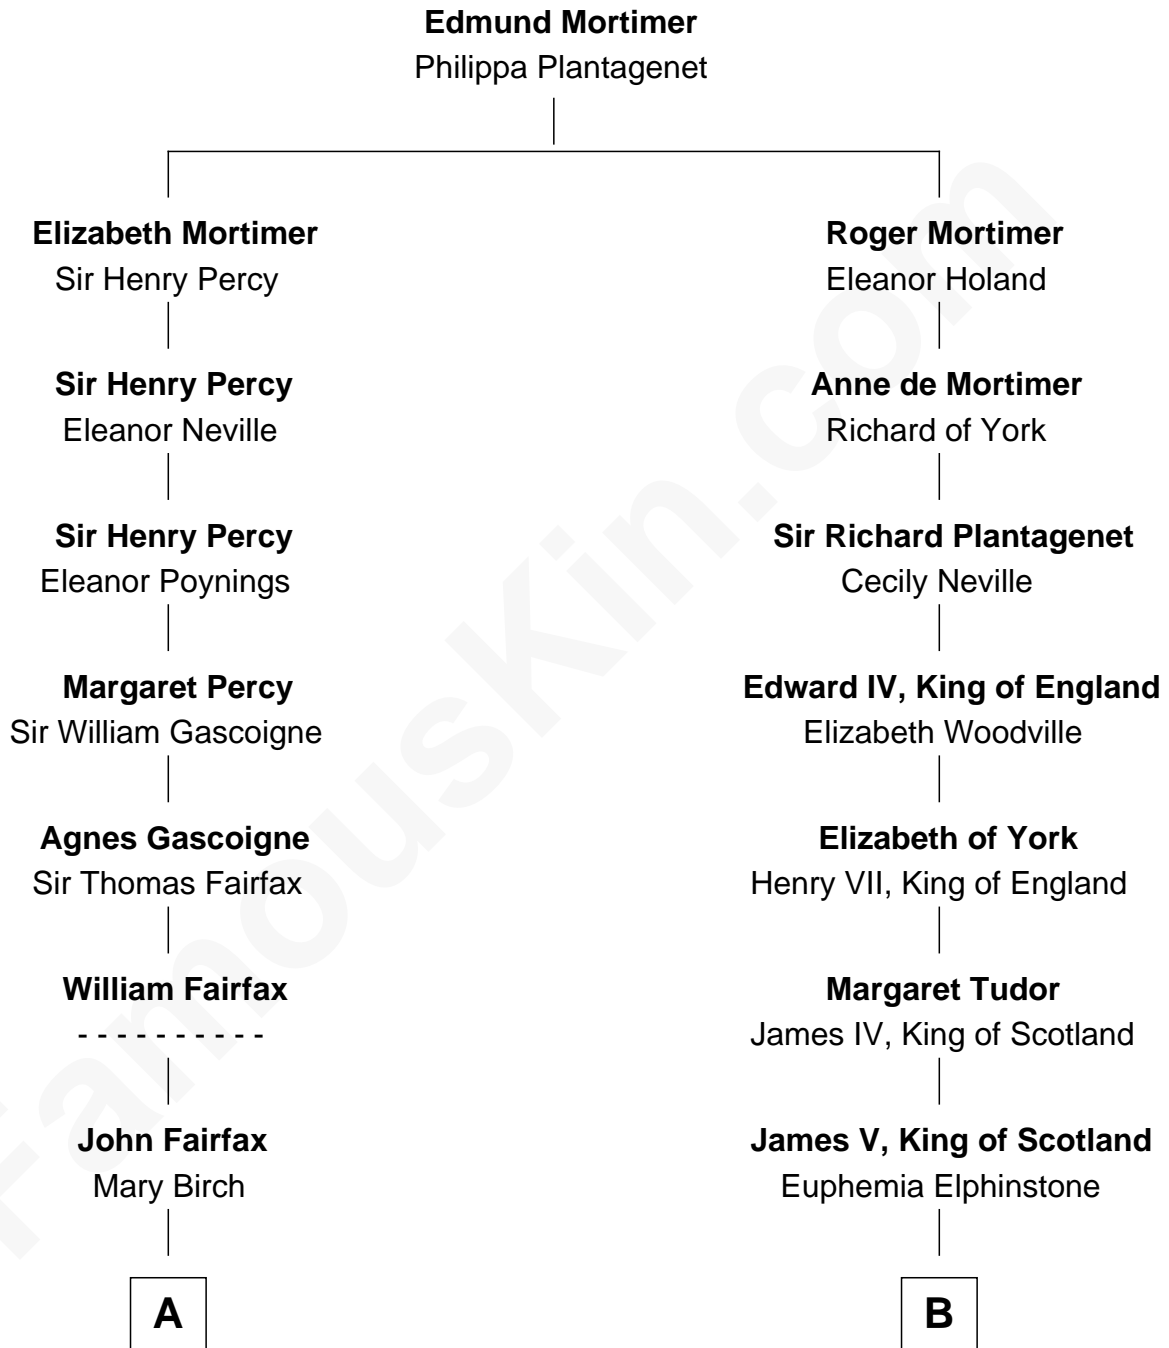 Edmund Mortimer
Philippa Plantagenet
Elizabeth Mortimer
Sir Henry Percy
Sir Henry Percy
Eleanor Neville
Sir Henry Percy
Eleanor Poynings
Margaret Percy
Sir William Gascoigne
Agnes Gascoigne
Sir Thomas Fairfax
William Fairfax
- - - - - - - - - -
John Fairfax
Mary Birch
A
Roger Mortimer
Eleanor Holand
Anne de Mortimer
Richard of York
Sir Richard Plantagenet
Cecily Neville
Edward IV, King of England
Elizabeth Woodville
Elizabeth of York
Henry VII, King of England
Margaret Tudor
James IV, King of Scotland
James V, King of Scotland
Euphemia Elphinstone
B
FamousKin.com